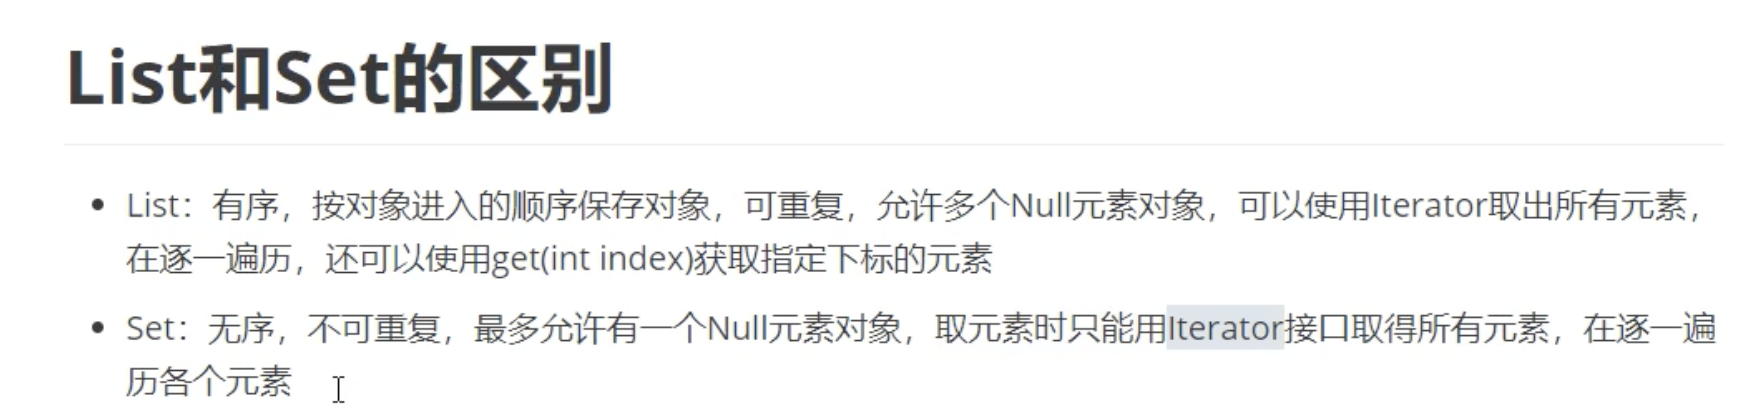 List和Set的区别
List：有序，按对象进入的顺序保存对象，可重复，允许多个Null元素对象，可以使用Iterator取出所有元素，
在逐一遍历，还可以使用get(int index)获取指定下标的元素
Set：无序，不可重复，最多允许有一个Null元素对象，取元素时只能用Iterator接口取得所有元素，在逐一遍
历各个元素